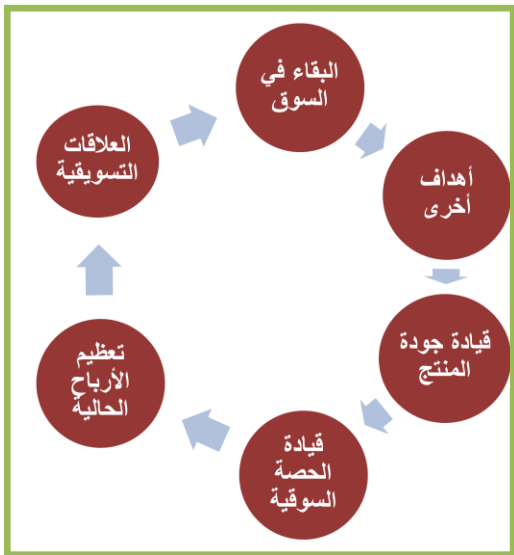 البقاء في
السوق
أهداف
أخرى
قيادة جودة
المنتج
قيادة
الحصة
السوقية
تعظيم
الأرباح
الحالية
العلاقات
التسويقية